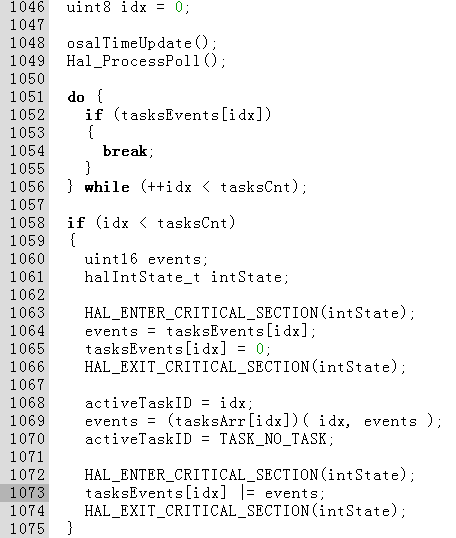 1046 uint8 idx = 0;
1047
1048 osalTimeUpdate();
1049 Hal_ProcessPoll();
1050
1051 do {
1052   if (tasksEvents[idx])
1053   {
1054     break;
1055   }
1056 } while (++idx < tasksCnt);
1057
1058 if (idx < tasksCnt)
1059 {
1060   uint16 events;
1061   halIntState_t intState;
1062
1063   HAL_ENTER_CRITICAL_SECTION(intState);
1064   events = tasksEvents[idx];
1065   tasksEvents[idx] = 0;
1066   HAL_EXIT_CRITICAL_SECTION(intState);
1067
1068   activeTaskID = idx;
1069   events = (tasksArr[idx])( idx, events );
1070   activeTaskID = TASK_NO_TASK;
1071
1072   HAL_ENTER_CRITICAL_SECTION(intState);
1073   tasksEvents[idx] |= events;
1074   HAL_EXIT_CRITICAL_SECTION(intState);
1075 }